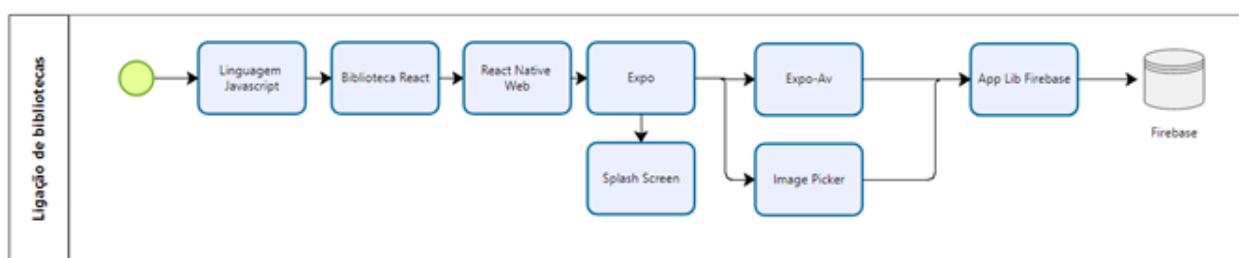 Ligação de bibliotecas
Linguagem
Javascript
Biblioteca React
React Native
Web
Expo
Expo-Av
App Lib Firebase
Firebase
Splash Screen
Image Picker